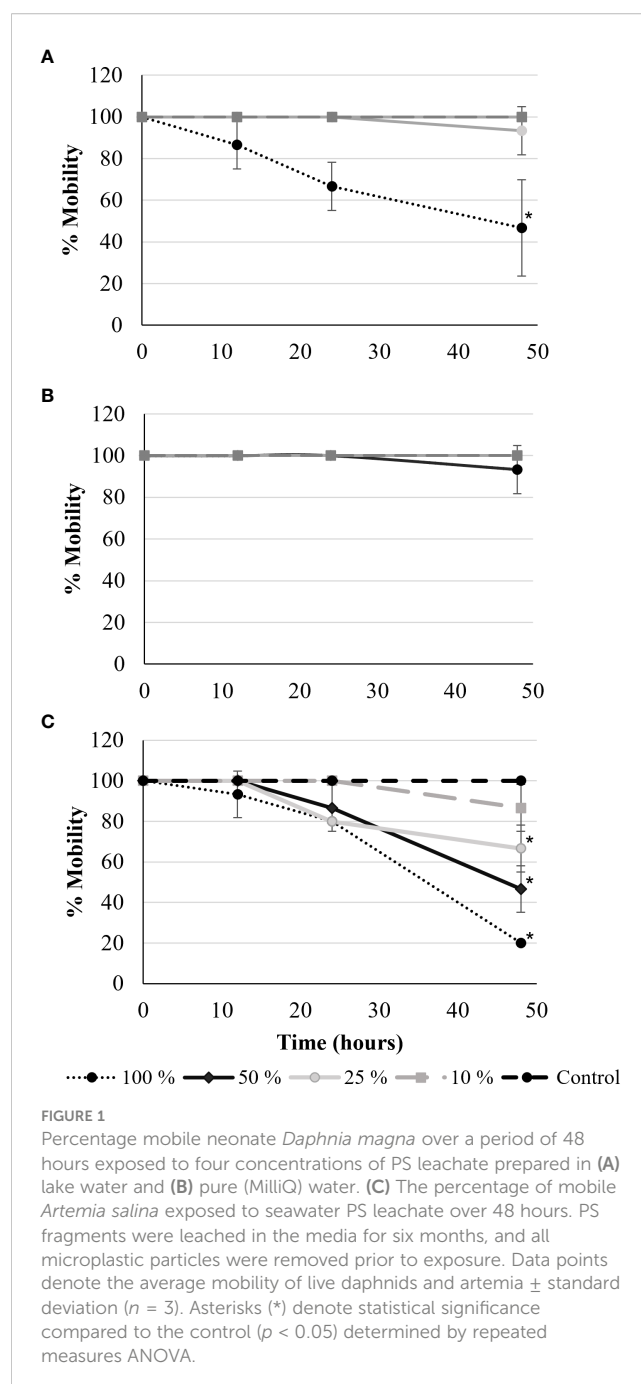 A
120
100
80
60
40
20
0
% Mobility
*
0 10 20 30 40 50
B
120
100
80
60
40
20
0
% Mobility
0 10 20 30 40 50
C
120
100
80
60
40
20
0
% Mobility
*
*
*
0 10 20 30 40 50
Time (hours)
100 % 50 % 25 % 10 % Control
FIGURE 1
Percentage mobile neonate Daphnia magna over a period of 48
hours exposed to four concentrations of PS leachate prepared in (A)
lake water and (B) pure (MilliQ) water. (C) The percentage of mobile
Artemia salina exposed to seawater PS leachate over 48 hours. PS
fragments were leached in the media for six months, and all
microplastic particles were removed prior to exposure. Data points
denote the average mobility of live daphnids and artemia ± standard
deviation (n = 3). Asterisks (*) denote statistical significance
compared to the control (p < 0.05) determined by repeated
measures ANOVA.